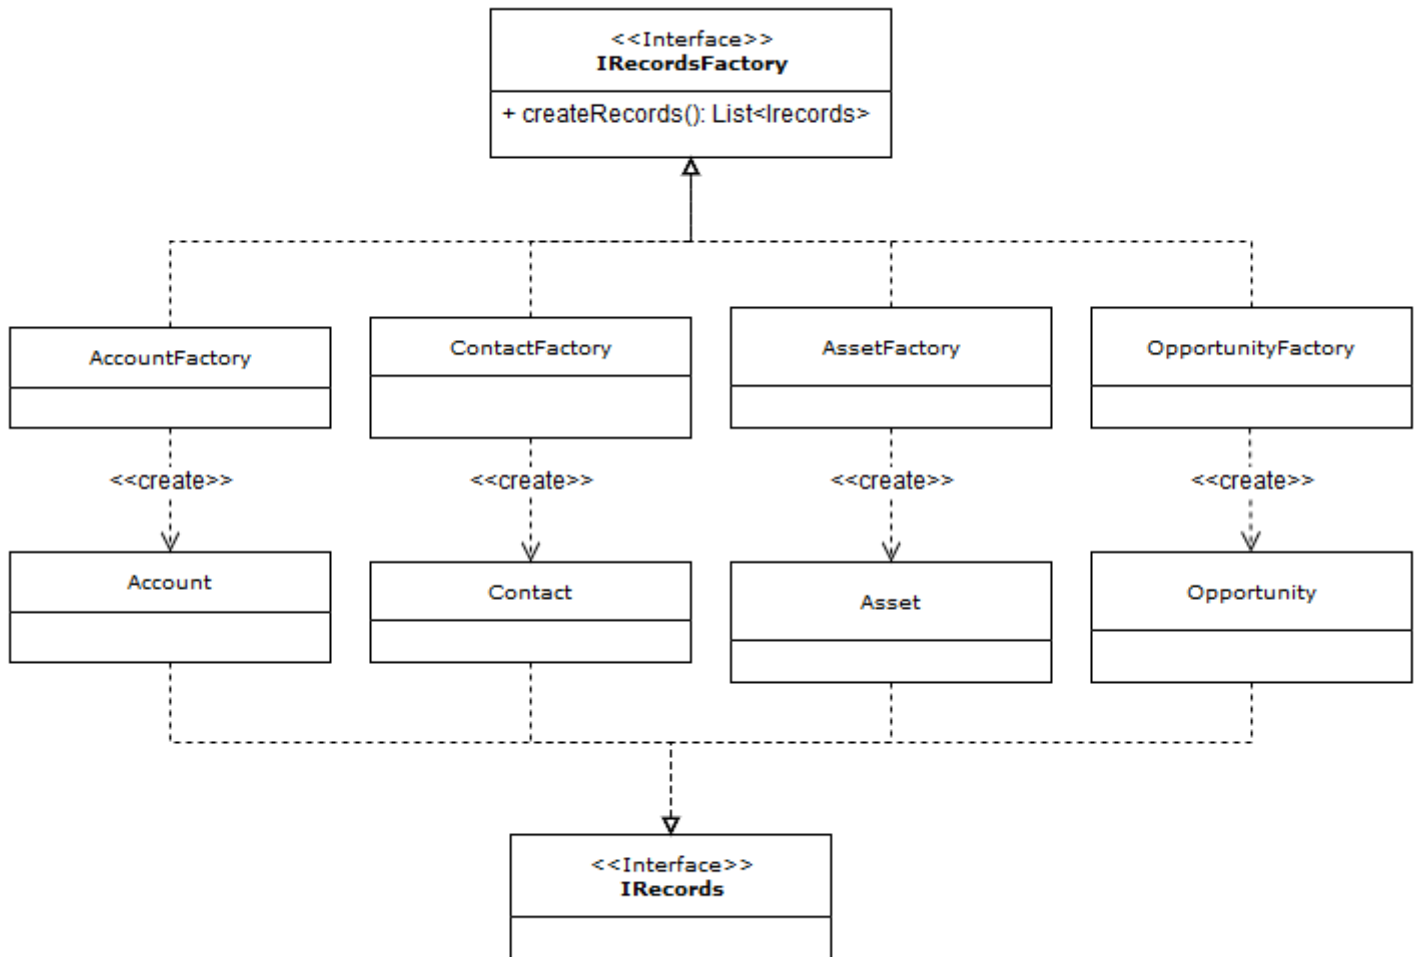 <<Interface>>
IRecordsFactory
+ createRecords(): List<Irecords>
AccountFactory
ContactFactory
AssetFactory
OpportunityFactory
<<create>>
<<create>>
<<create>>
<<create>>
Account
Contact
Asset
Opportunity
<<Interface>>
IRecords